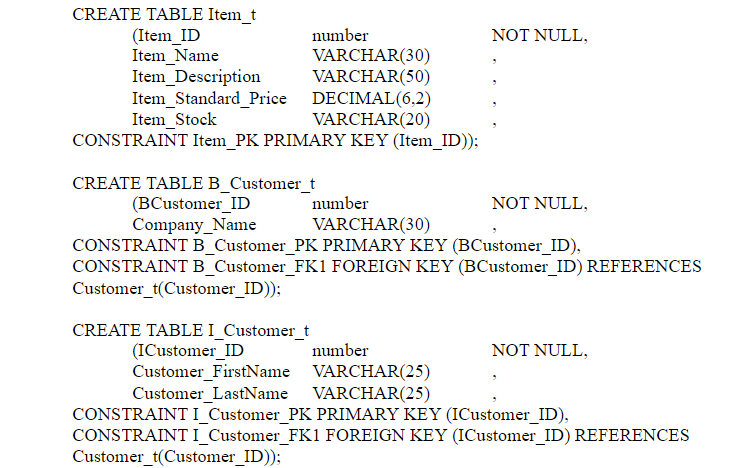 CREATE TABLE Item_t
(Item_ID number NOT NULL,
Item_Name VARCHAR(30) ,
Item_Description VARCHAR(50) ,
Item_Standard_Price DECIMAL(6,2) ,
Item_Stock VARCHAR(20) ,
CONSTRAINT Item_PK PRIMARY KEY (Item_ID));
CREATE TABLE B_Customer_t
(BCustomer_ID number NOT NULL,
Company_Name VARCHAR(30) ,
CONSTRAINT B_Customer_PK PRIMARY KEY (BCustomer_ID),
CONSTRAINT B_Customer_FK1 FOREIGN KEY (BCustomer_ID) REFERENCES
Customer_t(Customer_ID));
CREATE TABLE I_Customer_t
(ICustomer_ID number NOT NULL,
Customer_FirstName VARCHAR(25) ,
Customer_LastName VARCHAR(25) ,
CONSTRAINT I_Customer_PK PRIMARY KEY (ICustomer_ID),
CONSTRAINT I_Customer_FK1 FOREIGN KEY (ICustomer_ID) REFERENCES
Customer_t(Customer_ID));